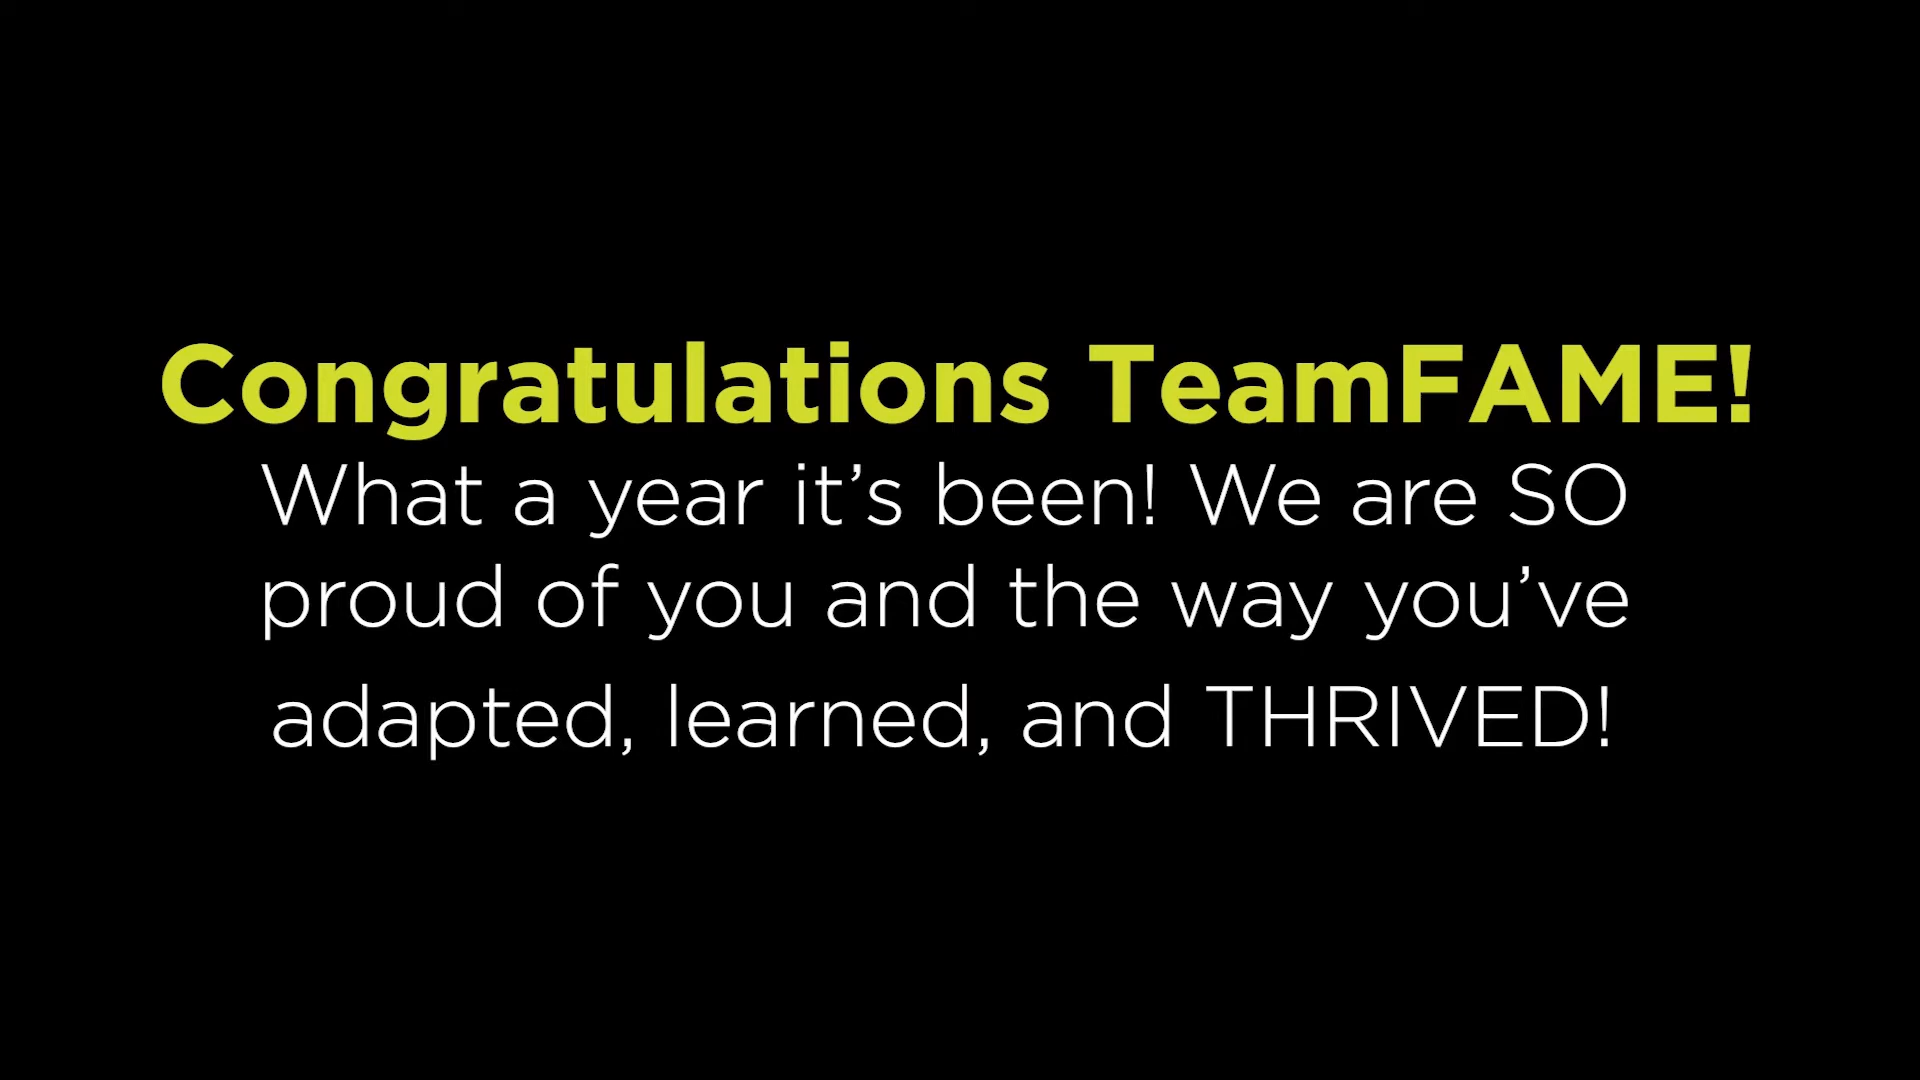 Congratulations TeamFAME!
What a year it’s been! We are SO
proud of you and the way you’ve
adapted, learned, and THRIVED!